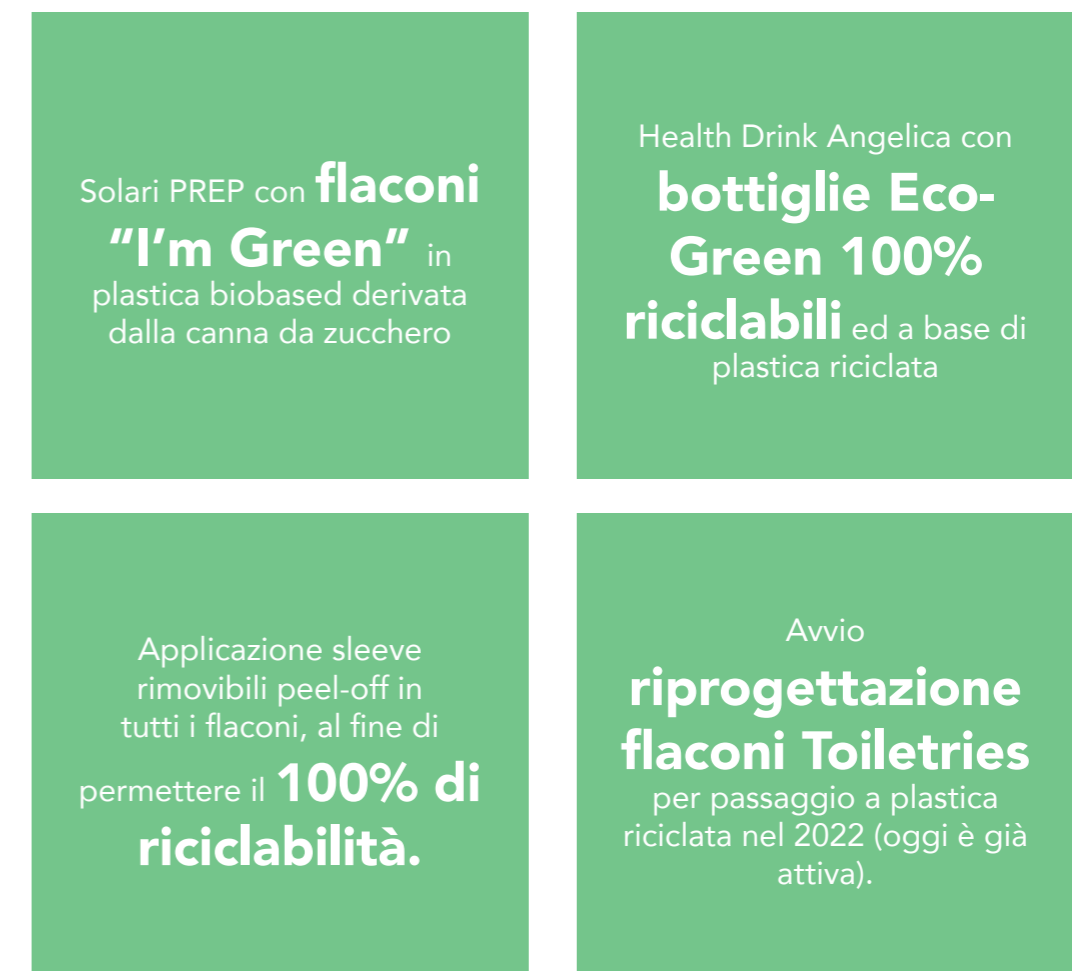 Solari PREP con flaconi
"I'm Green" in
plastica biobased derivata
dalla canna da zucchero
Health Drink Angelica con
bottiglie Eco-
Green 100%
riciclabili ed a base di
plastica riciclata
Applicazione sleeve
rimovibili peel-off in
tutti i flaconi, al fine di
permettere il 100% di
riciclabilità.
Avvio
riprogettazione
flaconi Toiletries
per passaggio a plastica
riciclata nel 2022 (oggi è già
attiva).